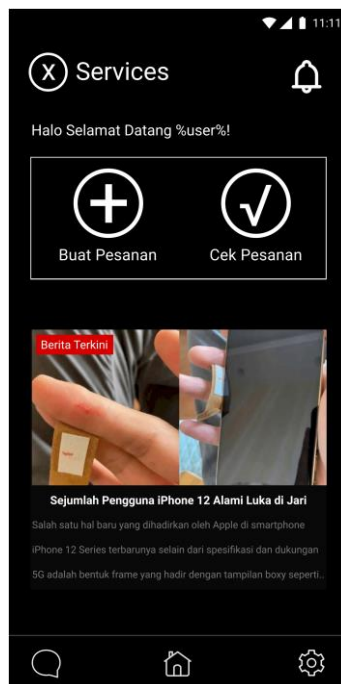 11:11
X Services
Halo Selamat Datang %user%!
Buat Pesanan
Cek Pesanan
Berita Terkini
Sejumlah Pengguna iPhone 12 Alami Luka di Jari
Salah satu hal baru yang dihadirkan oleh Apple di smartphone
iPhone 12 Series terbarunya selain dari spesifikasi dan dukungan
5G adalah bentuk frame yang hadir dengan tampilan boxy seperti..